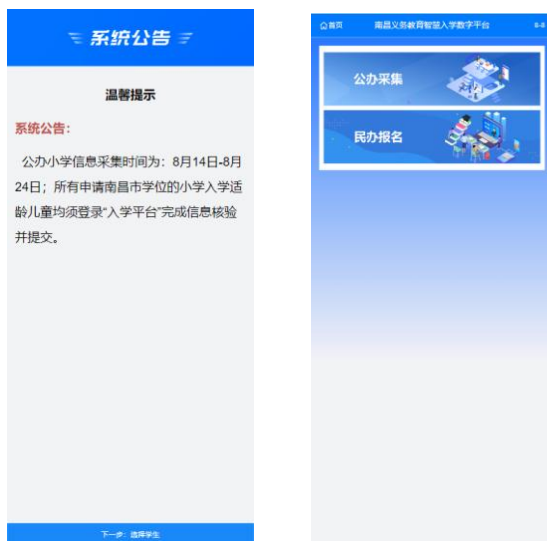 系统公告
温馨提示
系统公告：
公办小学信息采集时间为：8月14日-8月
24日；所有申请南昌市学位的小学入学适
龄儿童均须登录“入学平台”完成信息核验
并提交。
下一步：选择学生
首页
南昌义务教育智慧入学数字平台
公办采集
民办报名